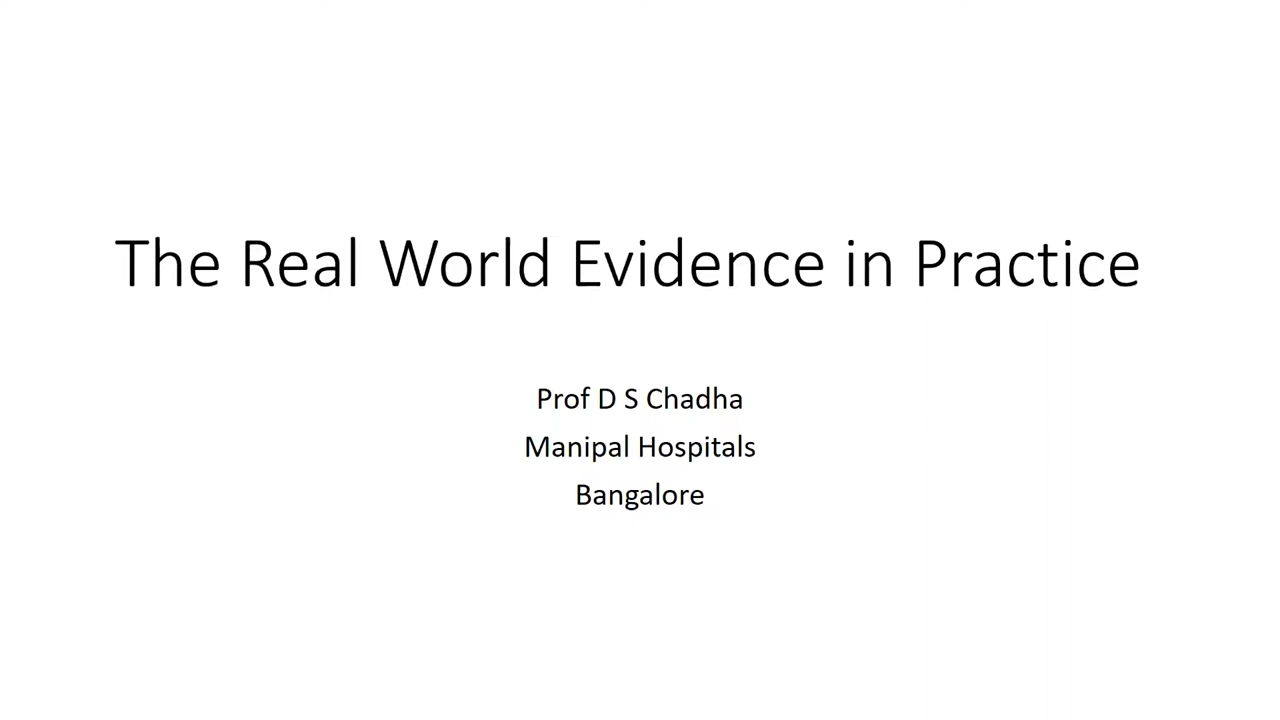 The Real World Evidence in Practice
Prof D S Chadha
Manipal Hospitals
Bangalore